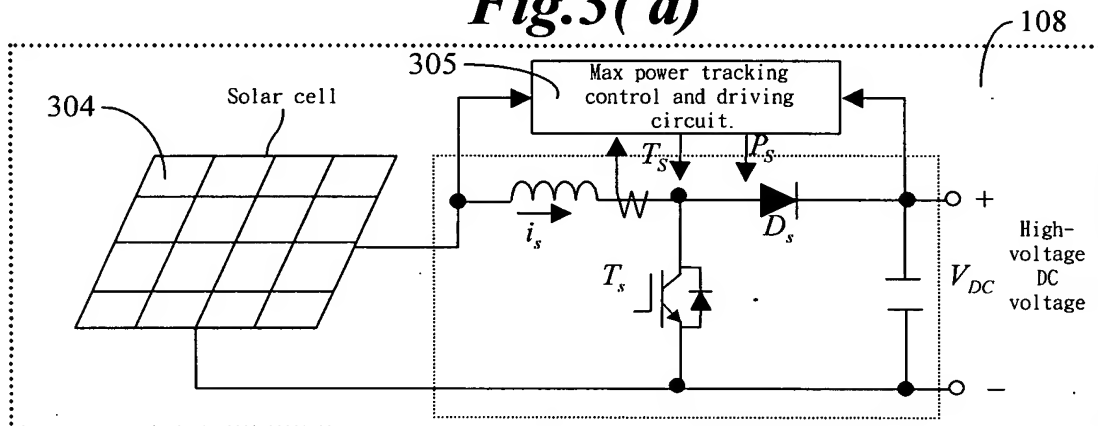 Fig.3( a)
108
305
Max power tracking
control and driving
circuit.
304
Solar cell
T_S
P_S
i_s
D_s
T_s
+
High-
voltage
DC
voltage
V_DC
−